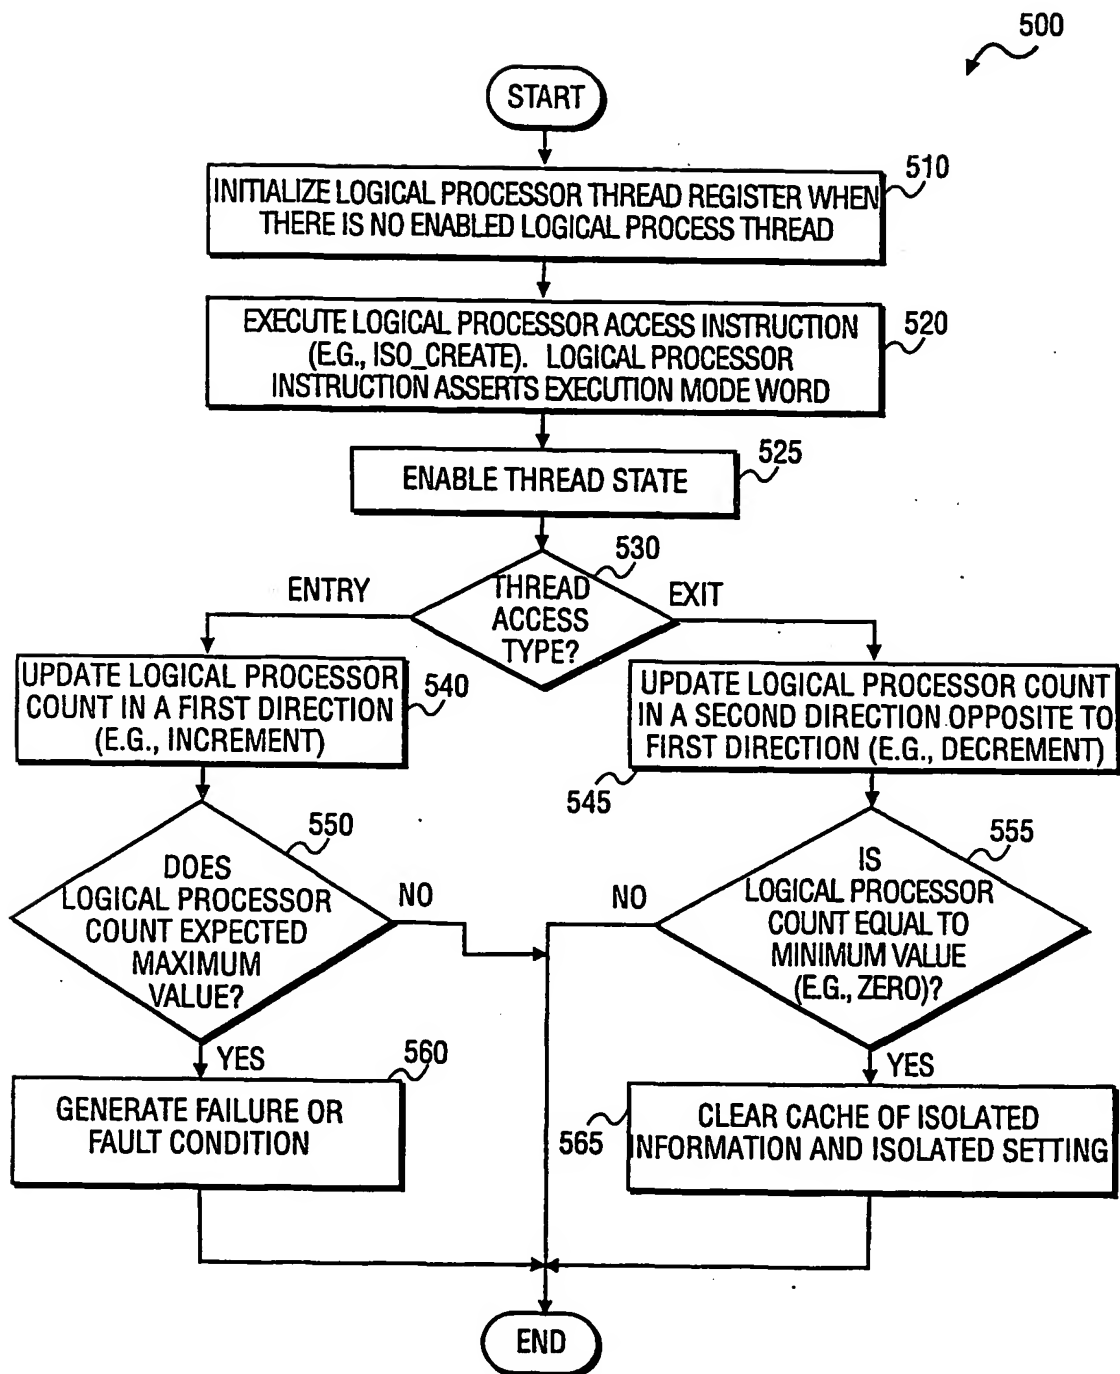 500
START
510
INITIALIZE LOGICAL PROCESSOR THREAD REGISTER WHEN
THERE IS NO ENABLED LOGICAL PROCESS THREAD
EXECUTE LOGICAL PROCESSOR ACCESS INSTRUCTION
(E.G., ISO_CREATE). LOGICAL PROCESSOR
INSTRUCTION ASSERTS EXECUTION MODE WORD
520
ENABLE THREAD STATE
525
530
THREAD
ACCESS
TYPE?
ENTRY
EXIT
UPDATE LOGICAL PROCESSOR
COUNT IN A FIRST DIRECTION
(E.G., INCREMENT)
540
UPDATE LOGICAL PROCESSOR COUNT
IN A SECOND DIRECTION OPPOSITE TO
FIRST DIRECTION (E.G., DECREMENT)
545
550
DOES
LOGICAL PROCESSOR
COUNT EXPECTED
MAXIMUM
VALUE?
NO
YES
555
IS
LOGICAL PROCESSOR
COUNT EQUAL TO
MINIMUM VALUE
(E.G., ZERO)?
NO
YES
560
GENERATE FAILURE OR
FAULT CONDITION
565
CLEAR CACHE OF ISOLATED
INFORMATION AND ISOLATED SETTING
END